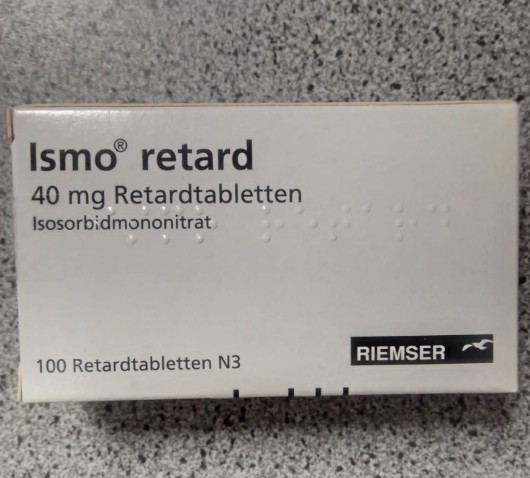 Ismo® retard
40 mg Retardtabletten
Isosorbidmononitrat
100 Retardtabletten N3
RIEMSER